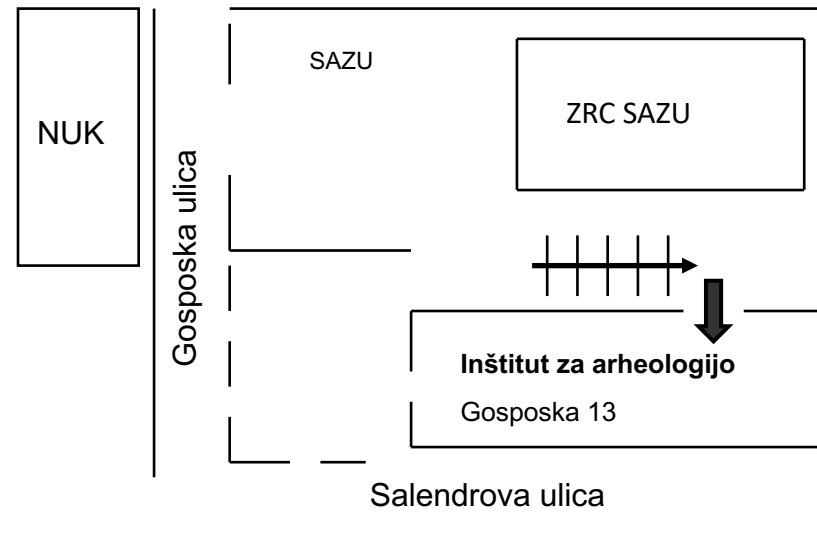 SAZU
ZRC SAZU
NUK
Gosposka ulica
Inštitut za arheologijo
Gosposka 13
Salendrova ulica